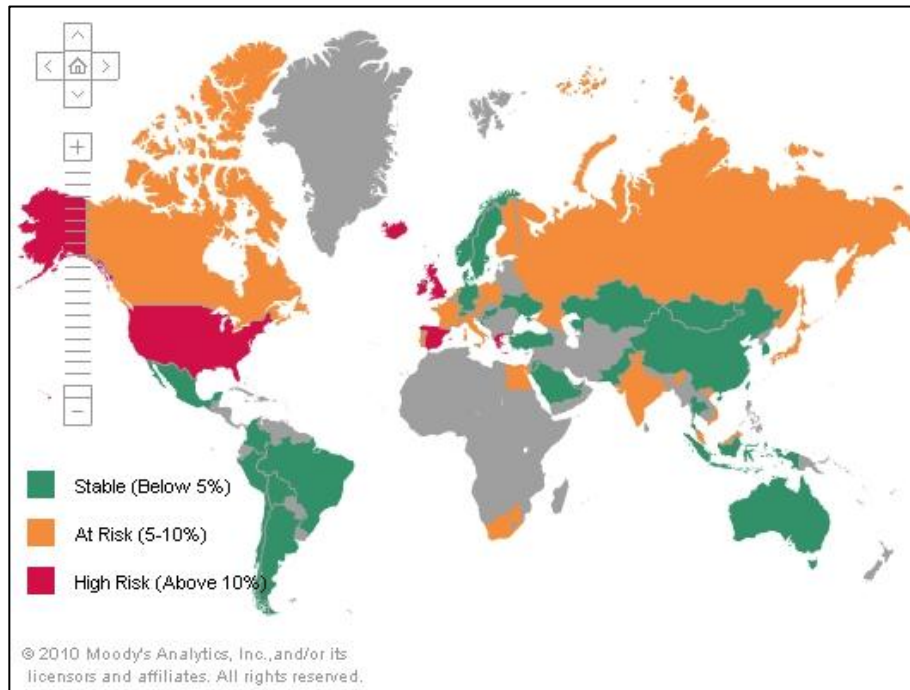 Stable (Below 5%)
At Risk (5-10%)
High Risk (Above 10%)
© 2010 Moody's Analytics, Inc.,and/or its
licensors and affiliates. All rights reserved.